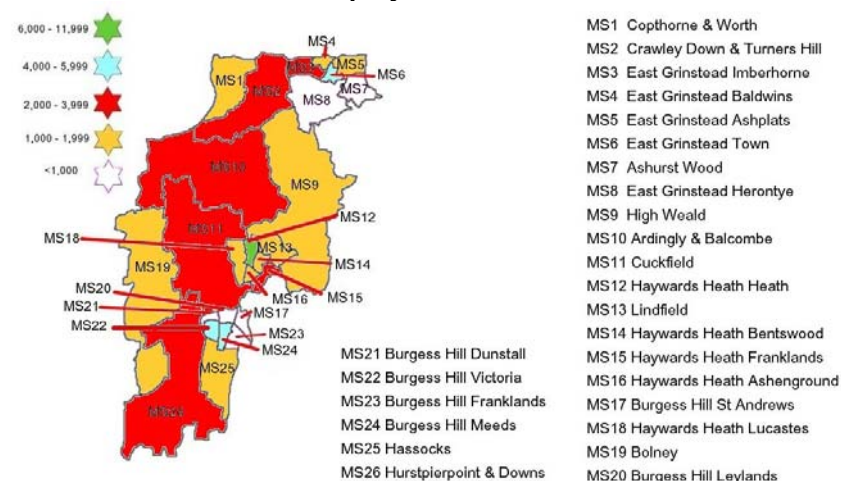 6,000 - 11,999
4,000 - 5,999
2,000 - 3,999
1,000 - 1,999
<1,000
MS4
MS1
MS5
MS6
MS2
MS7
MS8
MS10
MS9
MS12
MS11
MS18
MS13
MS19
MS14
MS16
MS15
MS20
MS21
MS17
MS22
MS23
MS24
MS25
MS26
MS21 Burgess Hill Dunstall
MS22 Burgess Hill Victoria
MS23 Burgess Hill Franklands
MS24 Burgess Hill Meeds
MS25 Hassocks
MS26 Hurstpierpoint & Downs
MS1 Copthorne & Worth
MS2 Crawley Down & Turners Hill
MS3 East Grinstead Imberhorne
MS4 East Grinstead Baldwins
MS5 East Grinstead Ashplats
MS6 East Grinstead Town
MS7 Ashurst Wood
MS8 East Grinstead Herontye
MS9 High Weald
MS10 Ardingly & Balcombe
MS11 Cuckfield
MS12 Haywards Heath Heath
MS13 Lindfield
MS14 Haywards Heath Bentswood
MS15 Haywards Heath Franklands
MS16 Haywards Heath Ashenground
MS17 Burgess Hill St Andrews
MS18 Haywards Heath Lucastes
MS19 Bolney
MS20 Burgess Hill Leylands